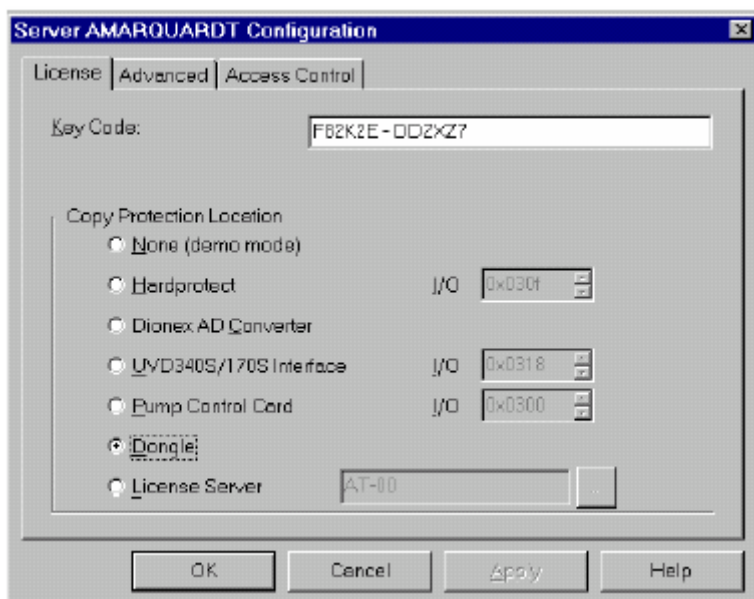 Server AMARQUARDT Configuration
License Advanced Access Control
Key Code: F82K2E-DDZXZ7
Copy Protection Location
None (demo mode)
Hardprotect I/O 0x030f
Dionex AD Converter
UVD340S/170S Interface I/O 0x0318
Pump Control Card I/O 0x0300
Dongle
License Server AT-00 ...
OK Cancel Apply Help